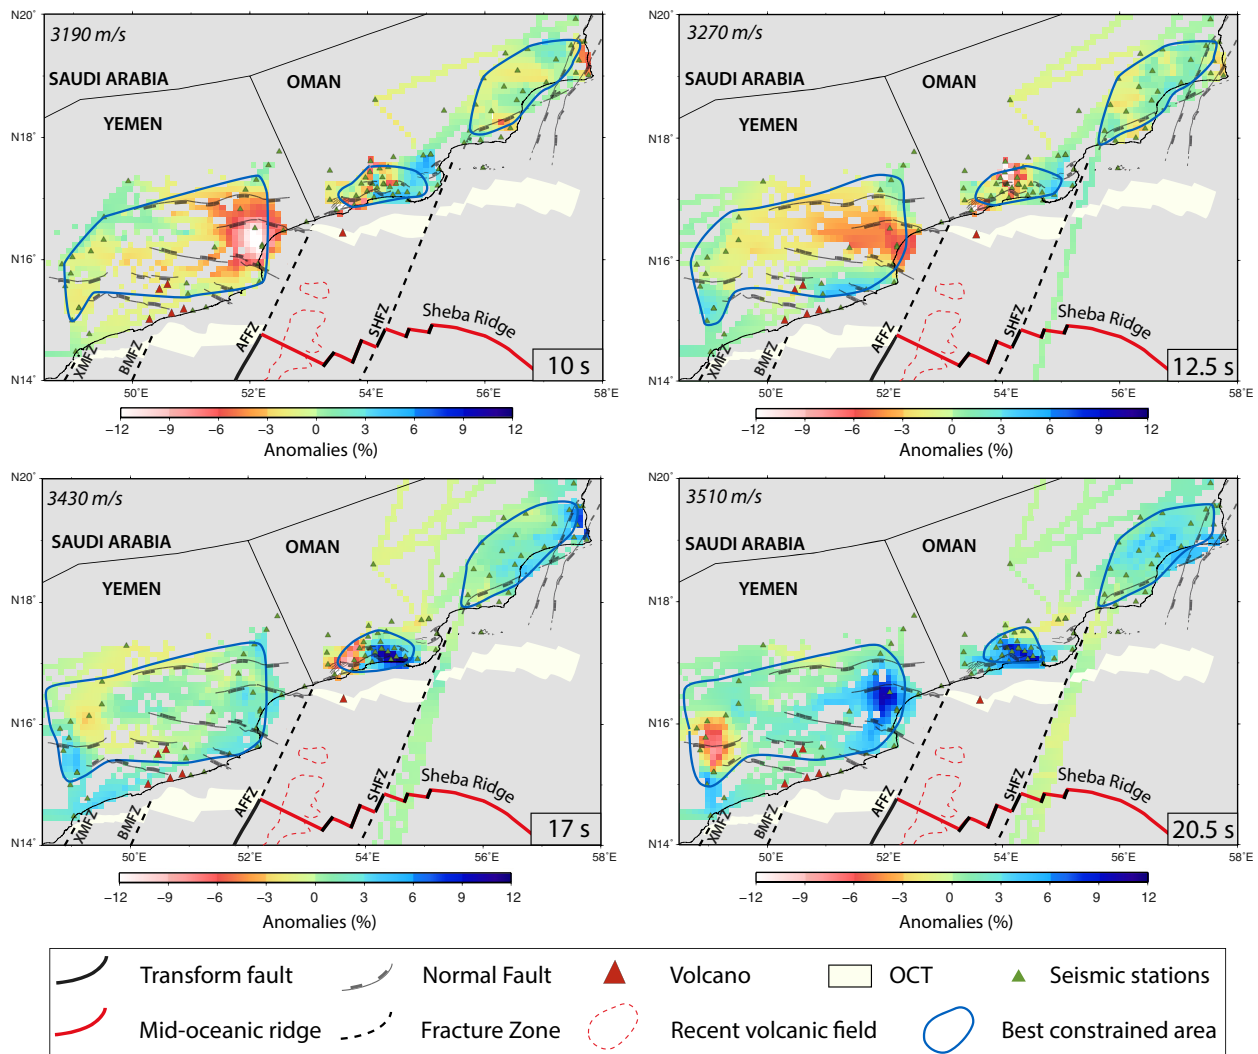 N20°
3190 m/s
SAUDI ARABIA
OMAN
YEMEN
N18°
N16°
N14°
XMFZ
BMFZ
AFFZ
SHFZ
Sheba Ridge
10 s
50°E
52°E
54°E
56°E
58°E
−12 −9 −6 −3 0 3 6 9 12
Anomalies (%)
N20°
3270 m/s
SAUDI ARABIA
OMAN
YEMEN
N18°
N16°
N14°
XMFZ
BMFZ
AFFZ
SHFZ
Sheba Ridge
12.5 s
50°E
52°E
54°E
56°E
58°E
−12 −9 −6 −3 0 3 6 9 12
Anomalies (%)
N20°
3430 m/s
SAUDI ARABIA
OMAN
YEMEN
N18°
N16°
N14°
XMFZ
BMFZ
AFFZ
SHFZ
Sheba Ridge
17 s
50°E
52°E
54°E
56°E
58°E
−12 −9 −6 −3 0 3 6 9 12
Anomalies (%)
N20°
3510 m/s
SAUDI ARABIA
OMAN
YEMEN
N18°
N16°
N14°
XMFZ
BMFZ
AFFZ
SHFZ
Sheba Ridge
20.5 s
50°E
52°E
54°E
56°E
58°E
−12 −9 −6 −3 0 3 6 9 12
Anomalies (%)
Transform fault
Normal Fault
Volcano
OCT
Seismic stations
Mid-oceanic ridge
Fracture Zone
Recent volcanic field
Best constrained area